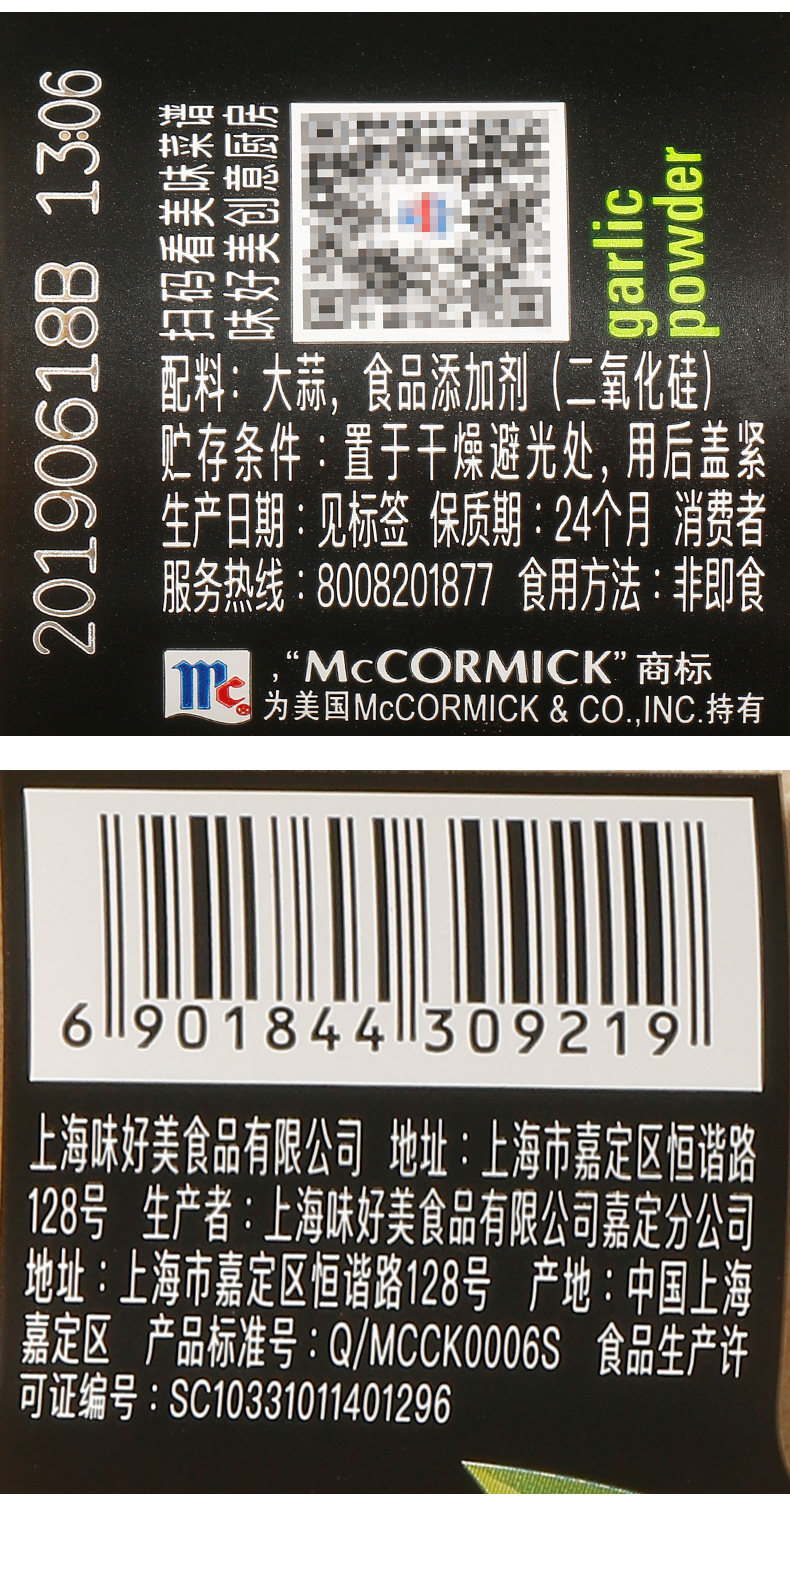 20190618B 13:06
扫码看美味菜谱
味好美创意厨房
garlic
powder
配料：大蒜，食品添加剂（二氧化硅）
贮存条件：置于干燥避光处，用后盖紧
生产日期：见标签 保质期：24个月 消费者
服务热线：8008201877 食用方法：非即食
Mc
，“McCORMICK”商标
为美国McCORMICK & CO.,INC.持有
6 901844 309219
上海味好美食品有限公司 地址：上海市嘉定区恒谐路
128号 生产者：上海味好美食品有限公司嘉定分公司
地址：上海市嘉定区恒谐路128号 产地：中国上海
嘉定区 产品标准号：Q/MCCK0006S 食品生产许
可证编号：SC10331011401296